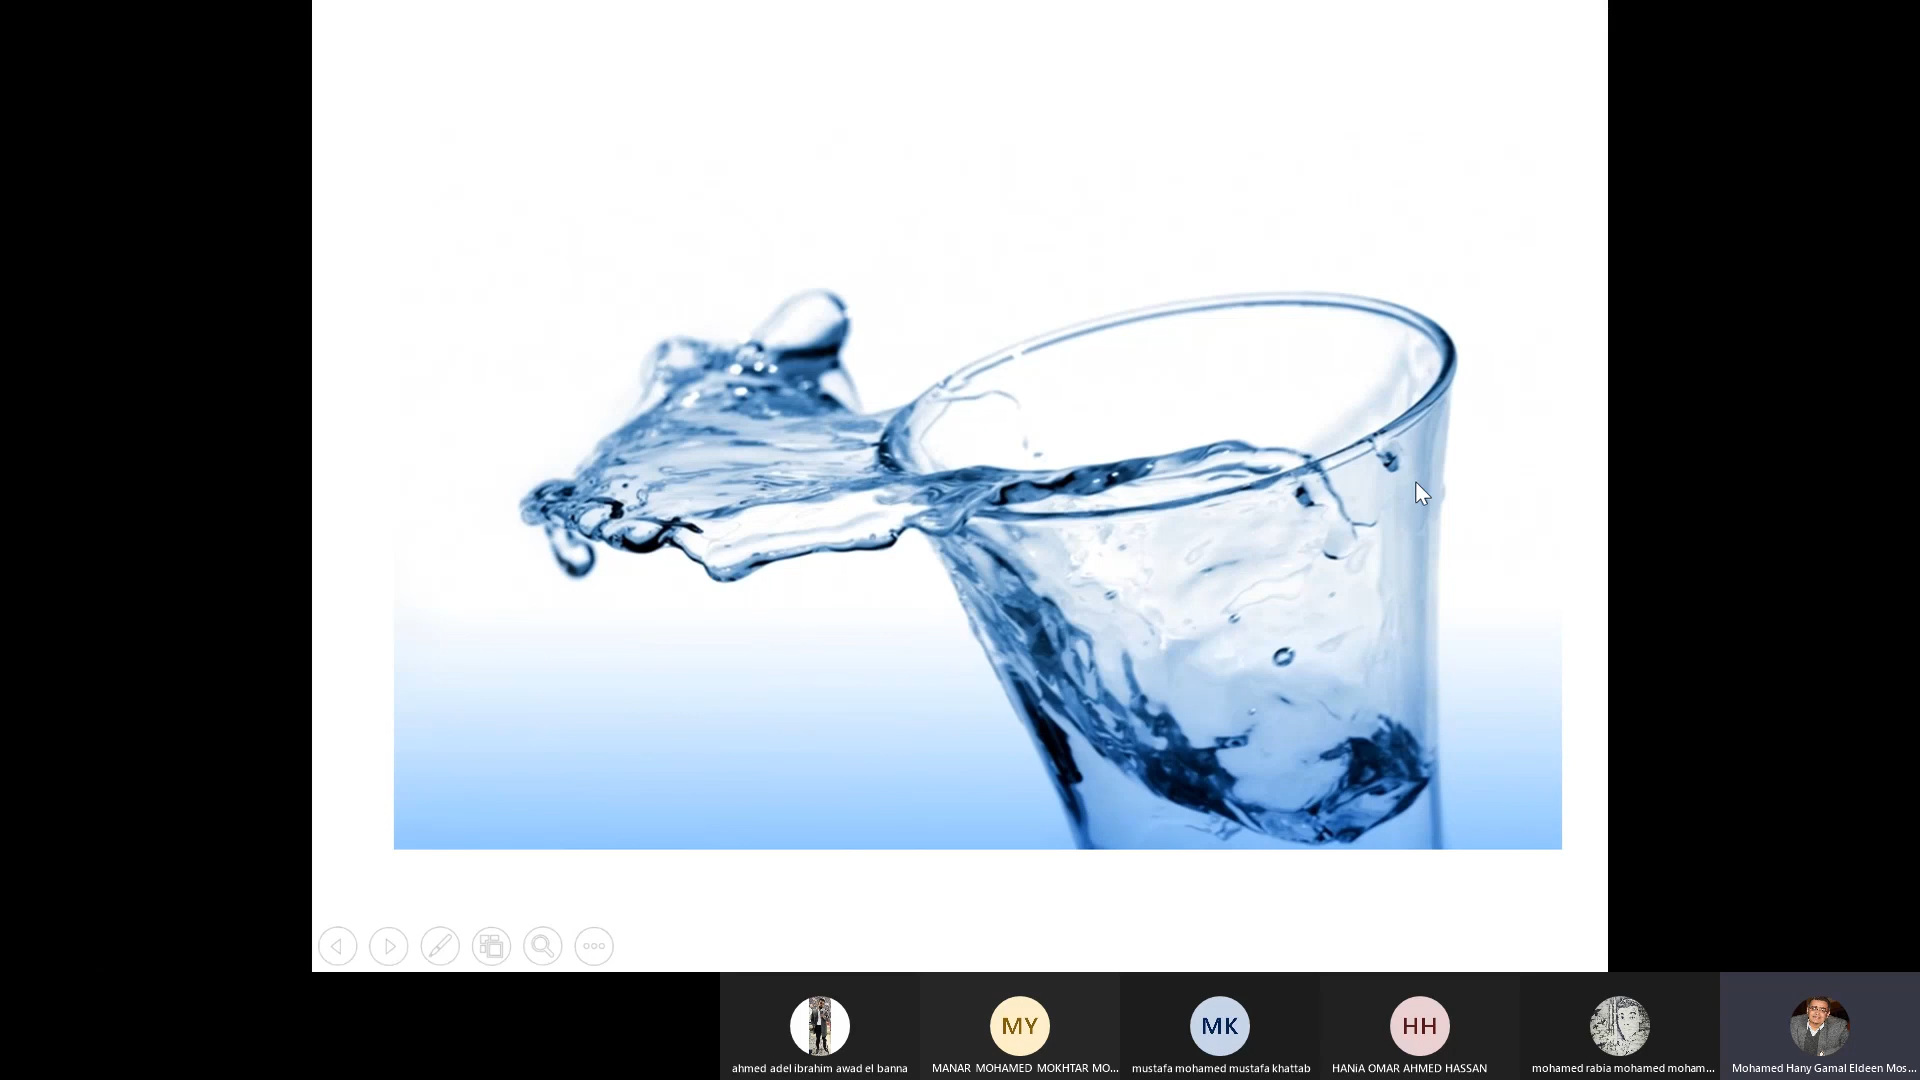 MY
MK
HH
ahmed adel ibrahim awad el banna
MANAR MOHAMED MOKHTAR MO...
mustafa mohamed mustafa khattab
HANiA OMAR AHMED HASSAN
mohamed rabia mohamed moham...
Mohamed Hany Gamal Eldeen Mos...